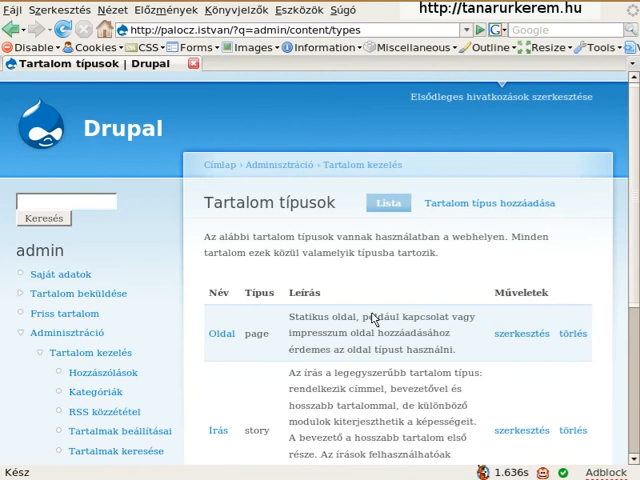 Fájl Szerkesztés Nézet Előzmények Könyvjelzők Eszközök Súgó
http://tanarurkerem.hu
http://palocz.istvan/?q=admin/content/types
Google
Disable Cookies CSS Forms Images Information Miscellaneous Outline Resize Tools
Tartalom típusok | Drupal
Elsődleges hivatkozások szerkesztése
Drupal
Címlap › Adminisztráció › Tartalom kezelés
Keresés
Tartalom típusok
Lista
Tartalom típus hozzáadása
admin
Saját adatok
Tartalom beküldése
Friss tartalom
Adminisztráció
Tartalom kezelés
Hozzászólások
Kategóriák
RSS közzététel
Tartalmak beállításai
Tartalmak keresése
Az alábbi tartalom típusok vannak használatban a webhelyen. Minden
tartalom ezek közül valamelyik típusba tartozik.
Név Típus Leírás Műveletek
Statikus oldal, például kapcsolat vagy
Oldal page impresszum oldal hozzáadásához szerkesztés törlés
érdemes az oldal típust használni.
Az írás a legegyszerűbb tartalom típus:
rendelkezik címmel, bevezetővel és
hosszabb tartalommal, de különböző
modulok kiterjeszthetik a képességeit.
Írás story A bevezető a hosszabb tartalom első szerkesztés törlés
része. Az írások felhasználhatóak
Kész
1.636s
Adblock